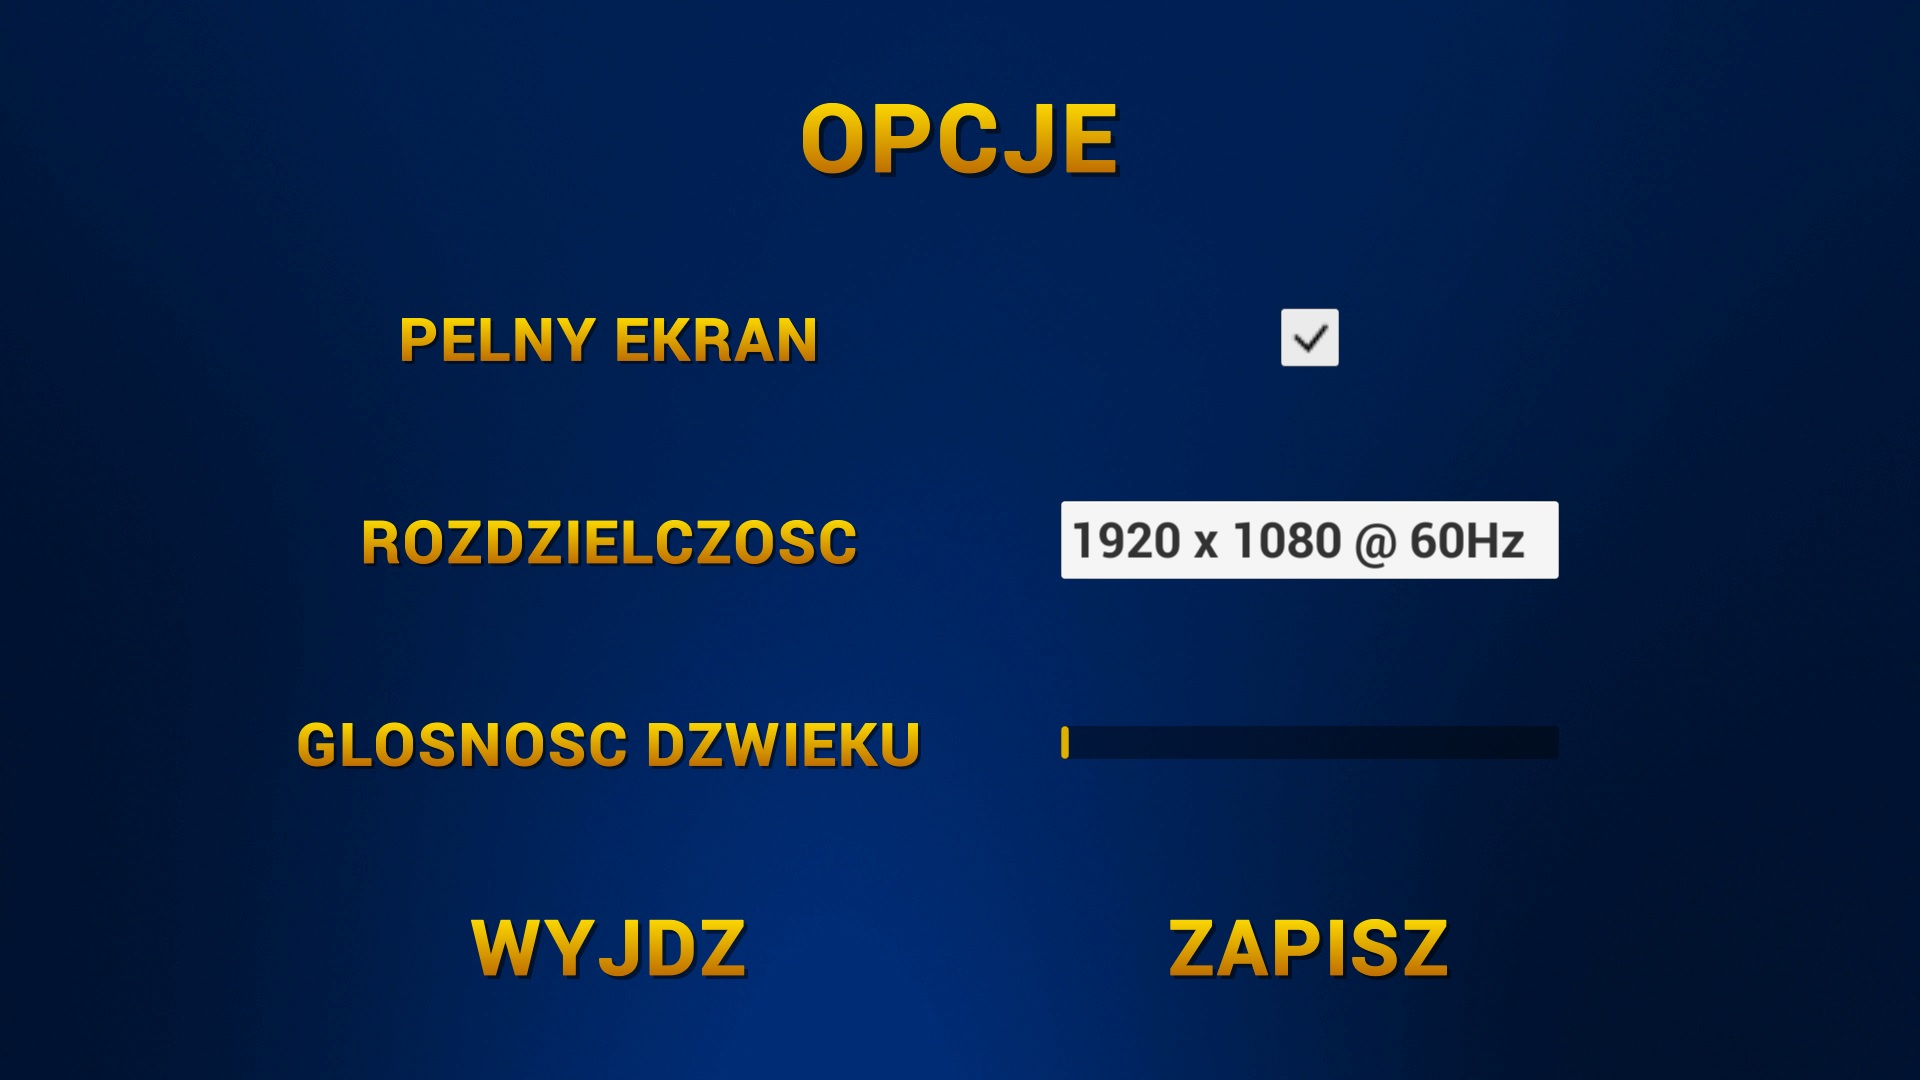 OPCJE
PELNY EKRAN
ROZDZIELCZOSC
1920 x 1080 @ 60Hz
GLOSNOSC DZWIEKU
WYJDZ
ZAPISZ